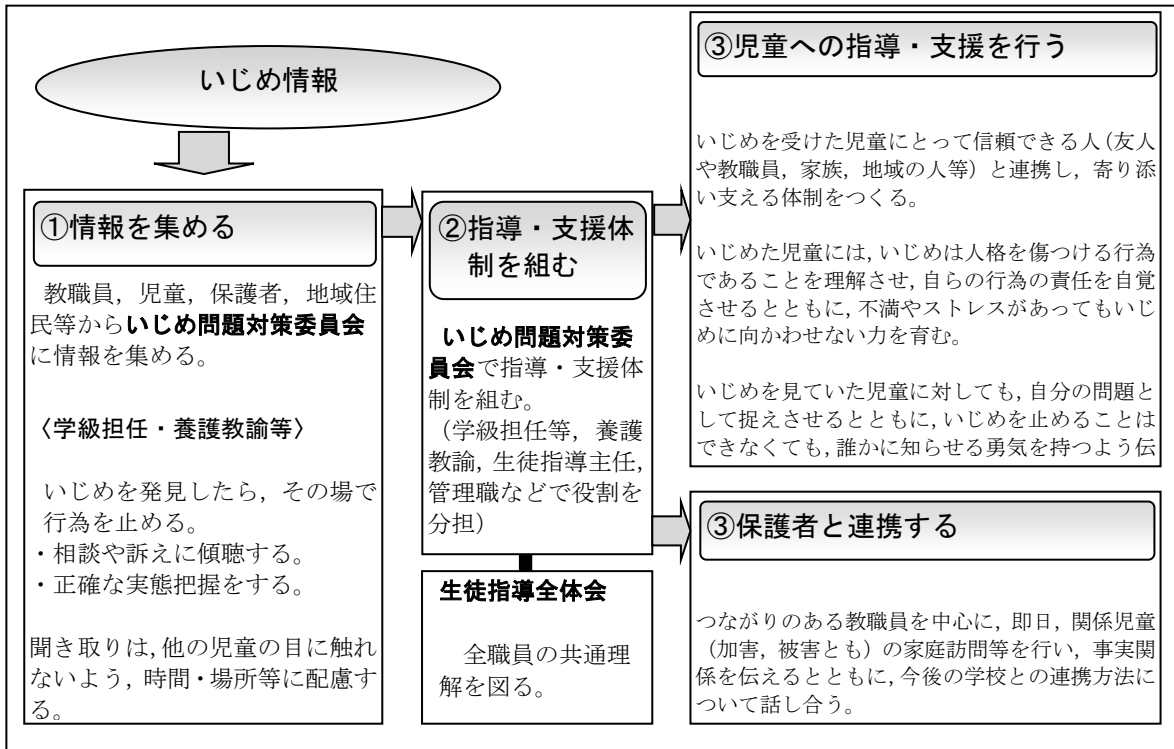 いじめ情報
①情報を集める
教職員，児童，保護者，地域住
民等からいじめ問題対策委員会
に情報を集める。
〈学級担任・養護教諭等〉
いじめを発見したら，その場で
行為を止める。
・相談や訴えに傾聴する。
・正確な実態把握をする。
聞き取りは，他の児童の目に触れ
ないよう，時間・場所等に配慮す
る。
②指導・支援体
制を組む
いじめ問題対策委
員会で指導・支援体
制を組む。
（学級担任等，養護
教諭，生徒指導主任，
管理職などで役割を
分担）
生徒指導全体会
全職員の共通理
解を図る。
③児童への指導・支援を行う
いじめを受けた児童にとって信頼できる人（友人
や教職員，家族，地域の人等）と連携し，寄り添
い支える体制をつくる。
いじめた児童には，いじめは人格を傷つける行為
であることを理解させ，自らの行為の責任を自覚
させるとともに，不満やストレスがあってもいじ
めに向かわせない力を育む。
いじめを見ていた児童に対しても，自分の問題と
して捉えさせるとともに，いじめを止めることは
できなくても，誰かに知らせる勇気を持つよう伝
③保護者と連携する
つながりのある教職員を中心に，即日，関係児童
（加害，被害とも）の家庭訪問等を行い，事実関
係を伝えるとともに，今後の学校との連携方法に
ついて話し合う。